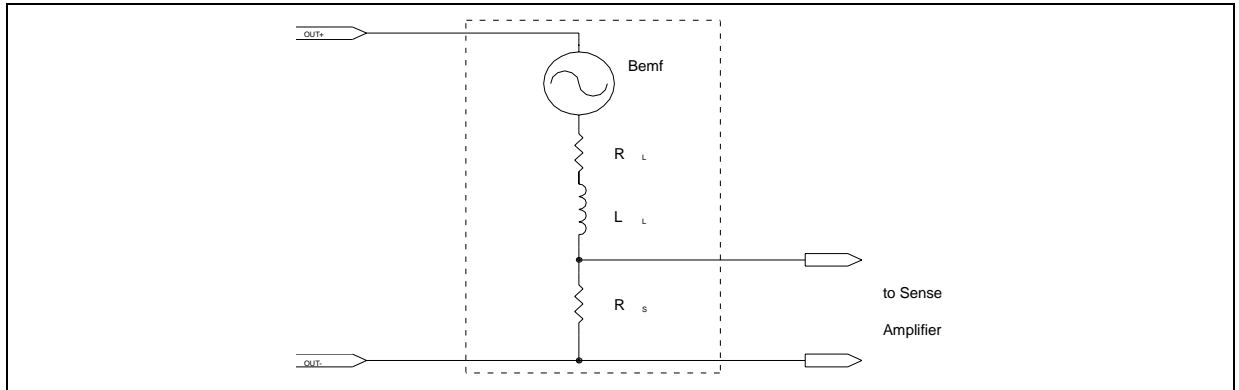 OUT+
Bemf
R L
L L
R S
to Sense
Amplifier
OUT-